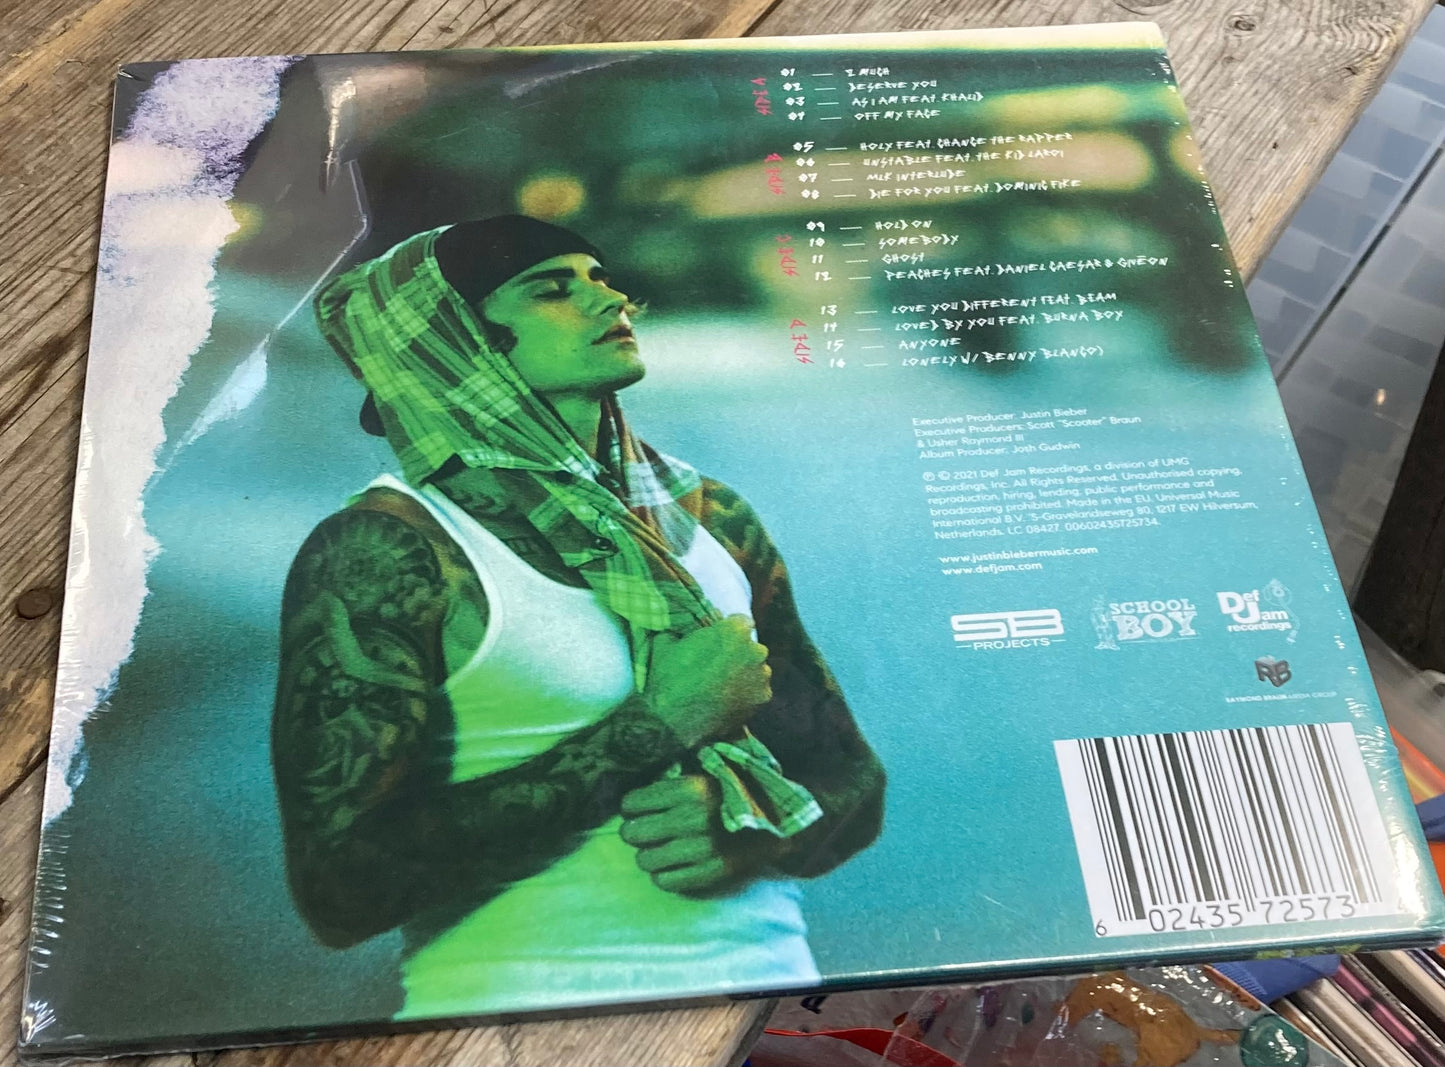 SIDE A
01 — 2 MUCH
02 — DESERVE YOU
03 — AS I AM FEAT. KHALID
04 — OFF MY FACE
SIDE B
05 — HOLY FEAT. CHANCE THE RAPPER
06 — UNSTABLE FEAT. THE KID LAROI
07 — MLK INTERLUDE
08 — DIE FOR YOU FEAT. DOMINIC FIKE
SIDE C
09 — HOLD ON
10 — SOMEBODY
11 — GHOST
12 — PEACHES FEAT. DANIEL CAESAR & GIVĒON
SIDE D
13 — LOVE YOU DIFFERENT FEAT. BEAM
14 — LOVED BY YOU FEAT. BURNA BOY
15 — ANYONE
16 — LONELY W/ BENNY BLANCO)
Executive Producer: Justin Bieber
Executive Producers: Scott "Scooter" Braun
& Usher Raymond III
Album Producer: Josh Gudwin
℗ © 2021 Def Jam Recordings, a division of UMG
Recordings, Inc. All Rights Reserved. Unauthorised copying,
reproduction, hiring, lending, public performance and
broadcasting prohibited. Made in the EU. Universal Music
International B.V. 's-Gravelandseweg 80, 1217 EW Hilversum,
Netherlands. LC 08427. 00602435725734.
www.justinbiebermusic.com
www.defjam.com
SB
PROJECTS
SCHOOL
BOY
Def
Jam
recordings
RB
RAYMOND BRAUN MEDIA GROUP
6 02435 72573 4